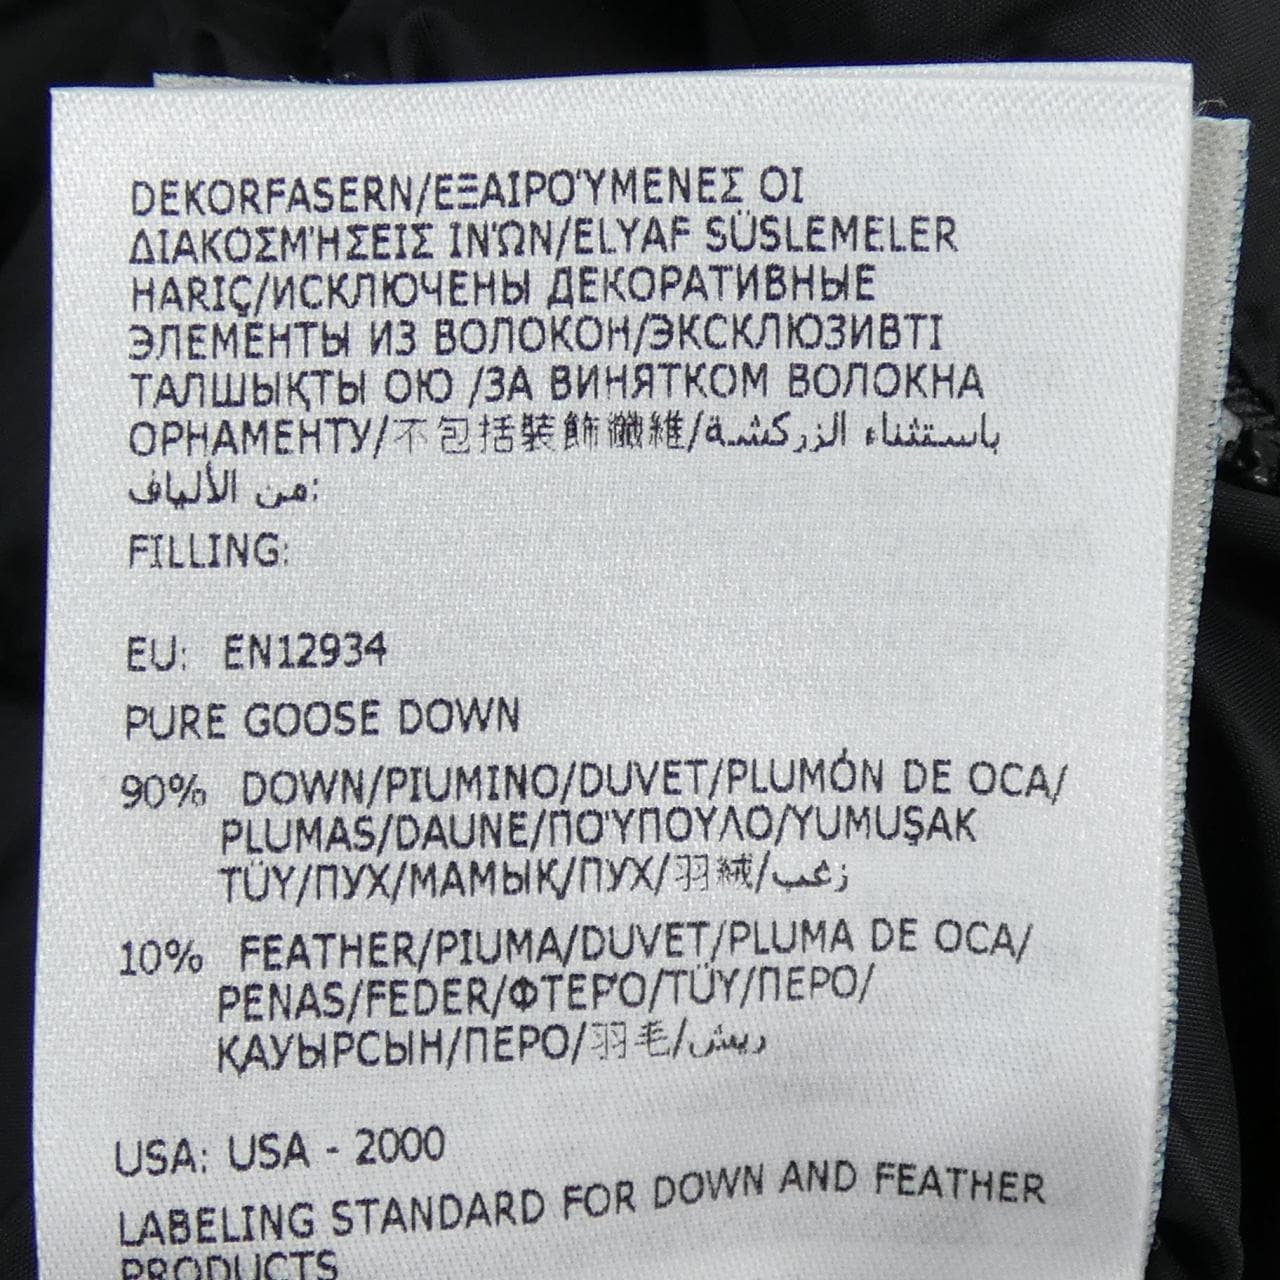 DEKORFASERN/ΕΞΑΙΡΟΎΜΕΝΕΣ ΟΙ
ΔΙΑΚΟΣΜΉΣΕΙΣ ΙΝΏΝ/ELYAF SÜSLEMELER
HARIÇ/ИСКЛЮЧЕНЫ ДЕКОРАТИВНЫЕ
ЭЛЕМЕНТЫ ИЗ ВОЛОКОН/ЭКСКЛЮЗИВТІ
ТАЛШЫҚТЫ ОЮ /ЗА ВИНЯТКОМ ВОЛОКНА
ОРНАМЕНТУ/不包括裝飾纖維/باستثناء الزركشة
من الألياف:
FILLING:
EU: EN12934
PURE GOOSE DOWN
90% DOWN/PIUMINO/DUVET/PLUMÓN DE OCA/
PLUMAS/DAUNE/ΠΟΎΠΟΥΛΟ/YUMUŞAK
TÜY/ПУХ/МАМЫҚ/ПУХ/羽絨/زغب
10% FEATHER/PIUMA/DUVET/PLUMA DE OCA/
PENAS/FEDER/ΦΤΕΡΌ/TÜY/ПЕРО/
ҚАУЫРСЫН/ПЕРО/羽毛/ريش
USA: USA - 2000
LABELING STANDARD FOR DOWN AND FEATHER
PRODUCTS